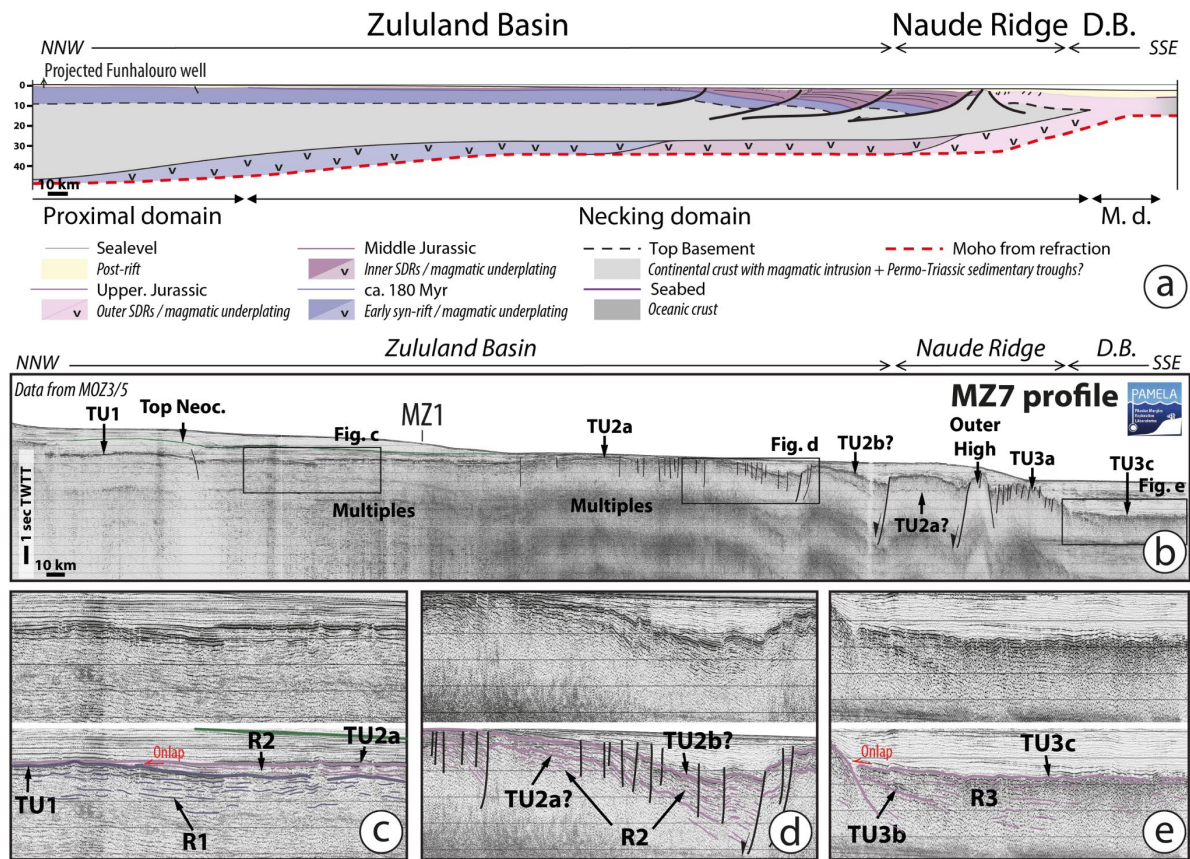 Zululand Basin
Naude Ridge
D.B.
NNW
SSE
Projected Funhalouro well
0
10
20
30
40
10 km
Proximal domain
Necking domain
M. d.
Sealevel
Post-rift
Upper. Jurassic
Outer SDRs / magmatic underplating
Middle Jurassic
Inner SDRs / magmatic underplating
ca. 180 Myr
Early syn-rift / magmatic underplating
Top Basement
Continental crust with magmatic intrusion + Permo-Triassic sedimentary troughs?
Seabed
Oceanic crust
Moho from refraction
v v v v v v v v v v v v v v v v v v v v v v
v
v
v
a
NNW
Zululand Basin
Naude Ridge
D.B.
SSE
Data from MOZ3/5
MZ7 profile
PAMELA
TU1
Top Neoc.
MZ1
Fig. c
TU2a
Fig. d
TU2b?
Outer
High
TU3a
TU3c
Fig. e
1 sec TWTT
Multiples
Multiples
TU2a?
10 km
b
Onlap
R2
TU2a
TU1
R1
c
TU2b?
TU2a?
R2
d
Onlap
TU3c
R3
TU3b
e